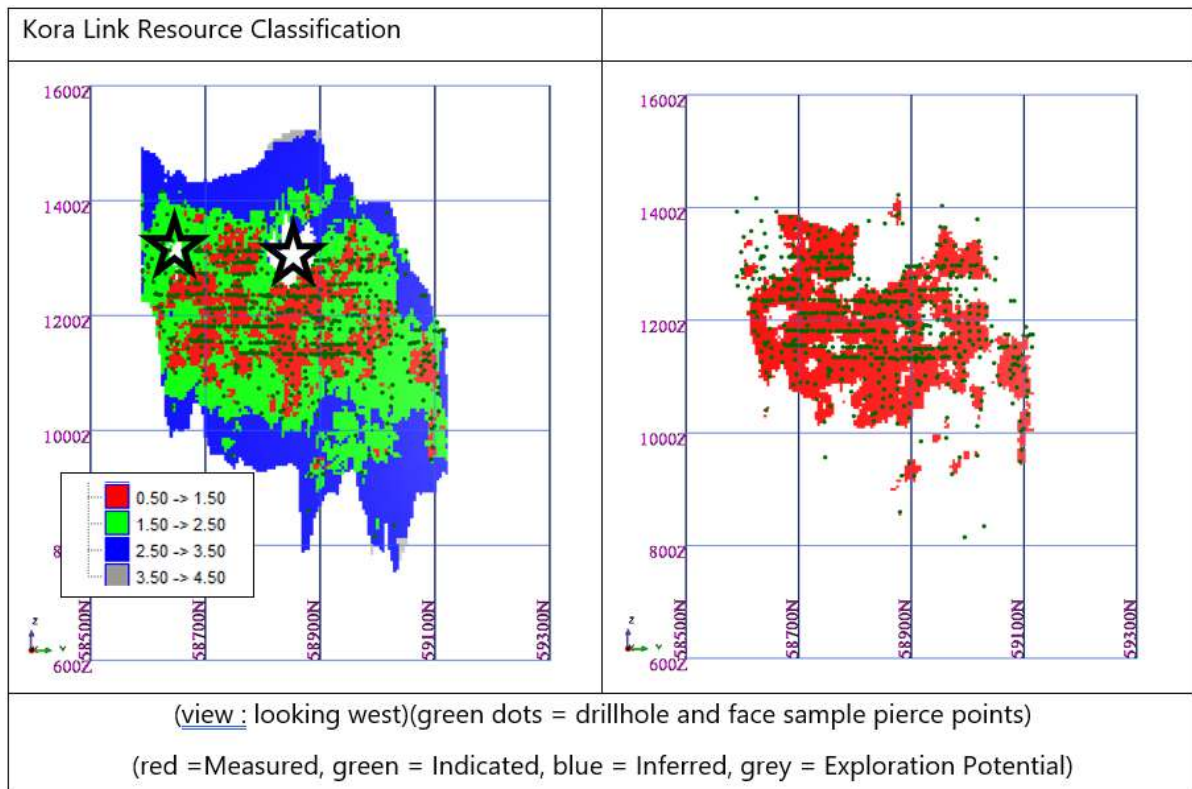 Kora Link Resource Classification
1600Z
1400Z
1200Z
1000Z
8
600Z
58500N
58700N
58900N
59100N
59300N
0.50 -> 1.50
1.50 -> 2.50
2.50 -> 3.50
3.50 -> 4.50
Z
Y
1600Z
1400Z
1200Z
1000Z
800Z
600Z
58500N
58700N
58900N
59100N
59300N
Z
Y
(view : looking west)(green dots = drillhole and face sample pierce points)
(red =Measured, green = Indicated, blue = Inferred, grey = Exploration Potential)